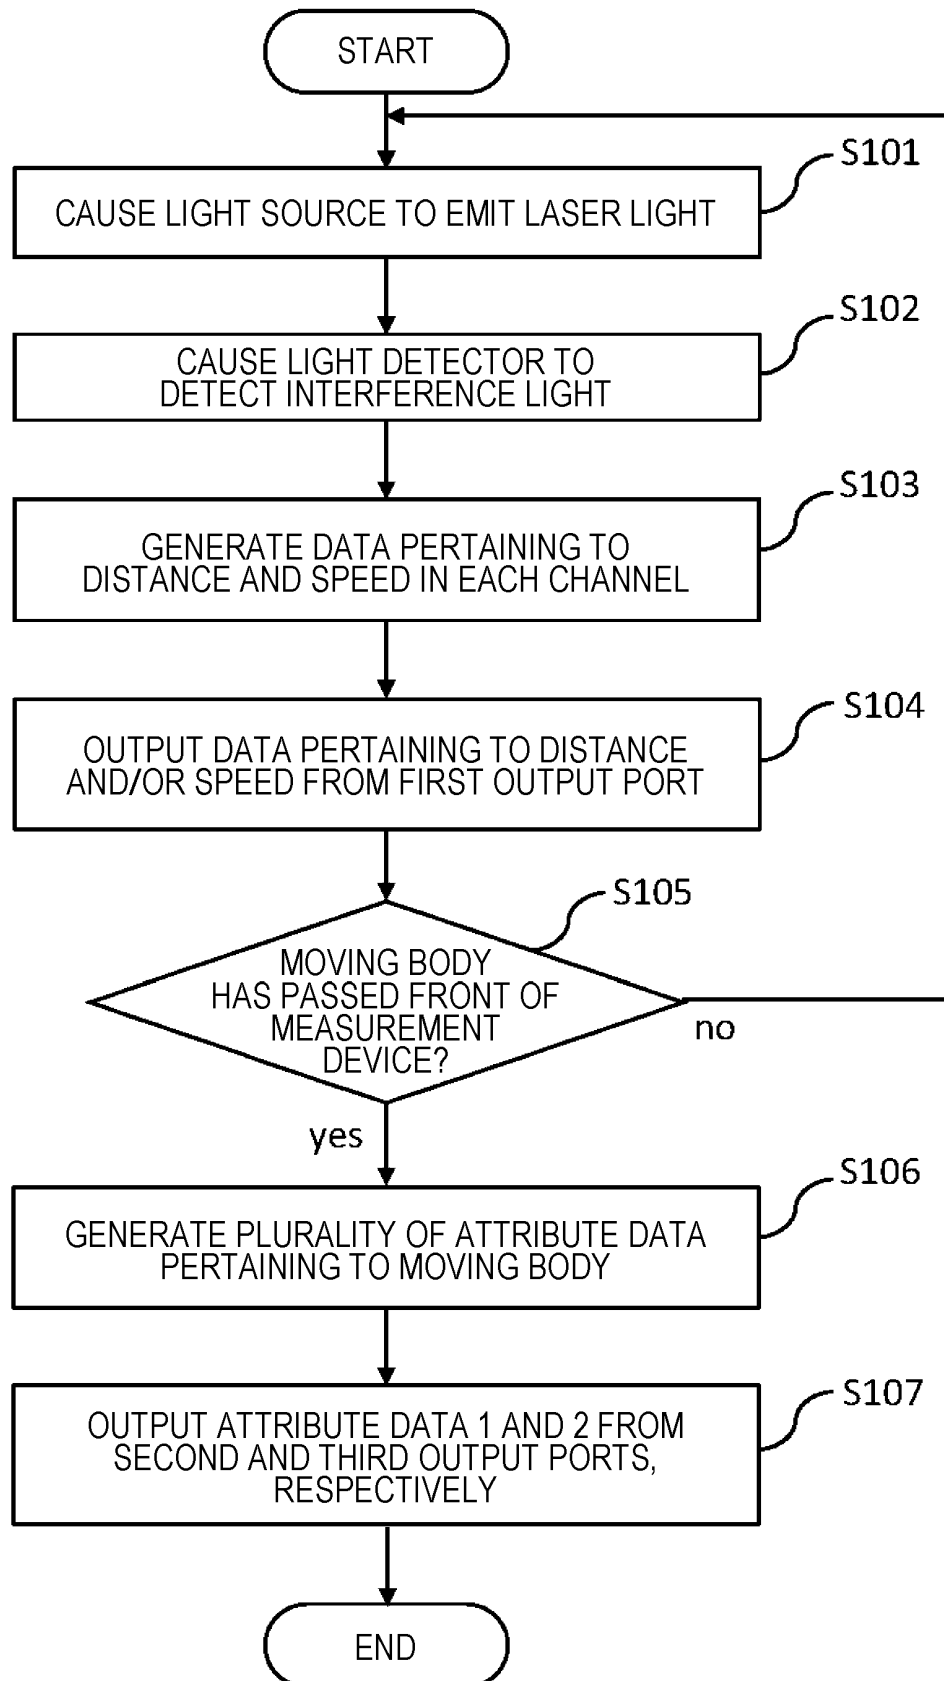 START
S101
CAUSE LIGHT SOURCE TO EMIT LASER LIGHT
S102
CAUSE LIGHT DETECTOR TO
DETECT INTERFERENCE LIGHT
S103
GENERATE DATA PERTAINING TO
DISTANCE AND SPEED IN EACH CHANNEL
S104
OUTPUT DATA PERTAINING TO DISTANCE
AND/OR SPEED FROM FIRST OUTPUT PORT
S105
MOVING BODY
HAS PASSED FRONT OF
MEASUREMENT
DEVICE?
no
yes
S106
GENERATE PLURALITY OF ATTRIBUTE DATA
PERTAINING TO MOVING BODY
S107
OUTPUT ATTRIBUTE DATA 1 AND 2 FROM
SECOND AND THIRD OUTPUT PORTS,
RESPECTIVELY
END